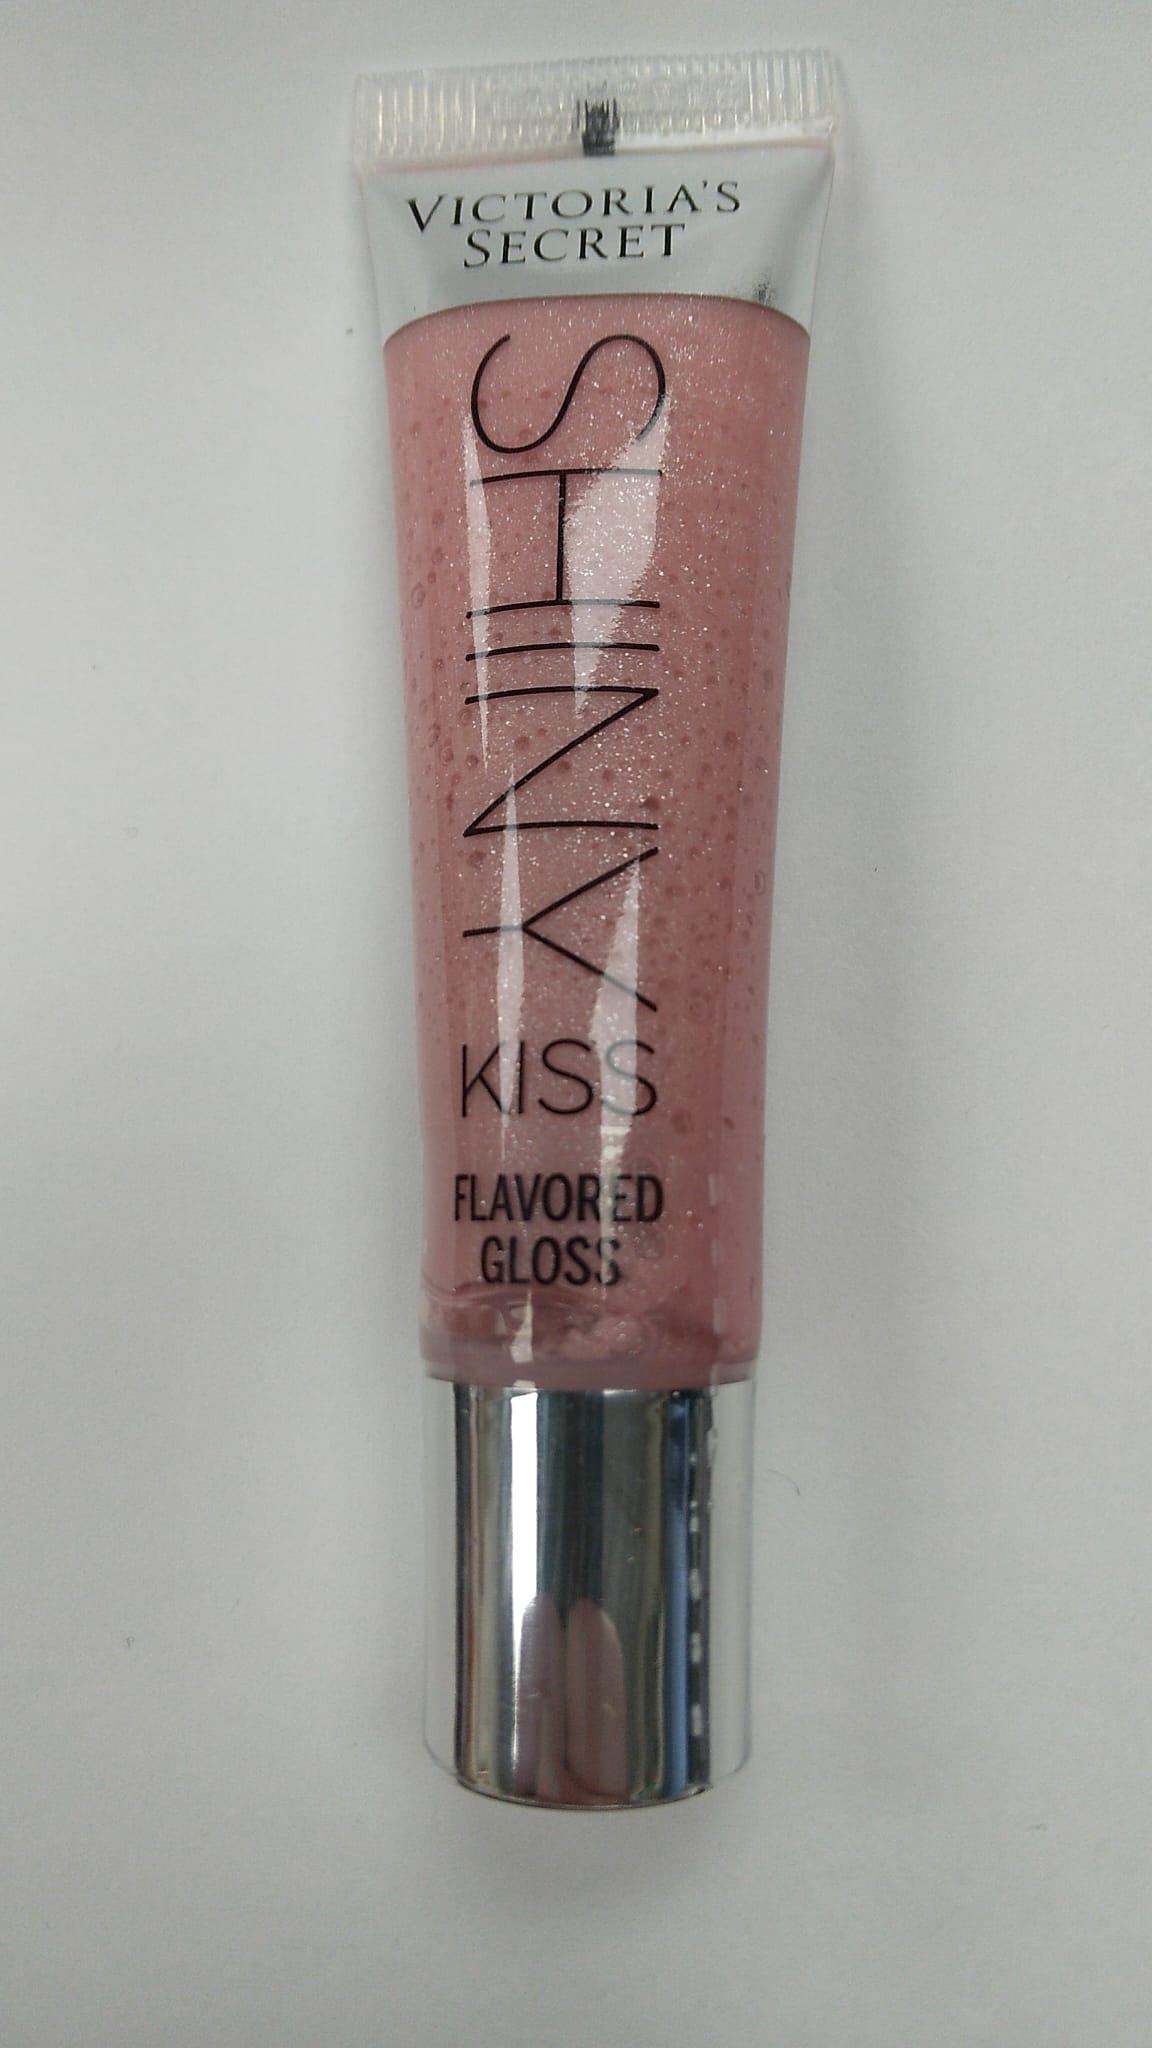 VICTORIA'S
SECRET
SHINY
KISS
FLAVORED
GLOSS